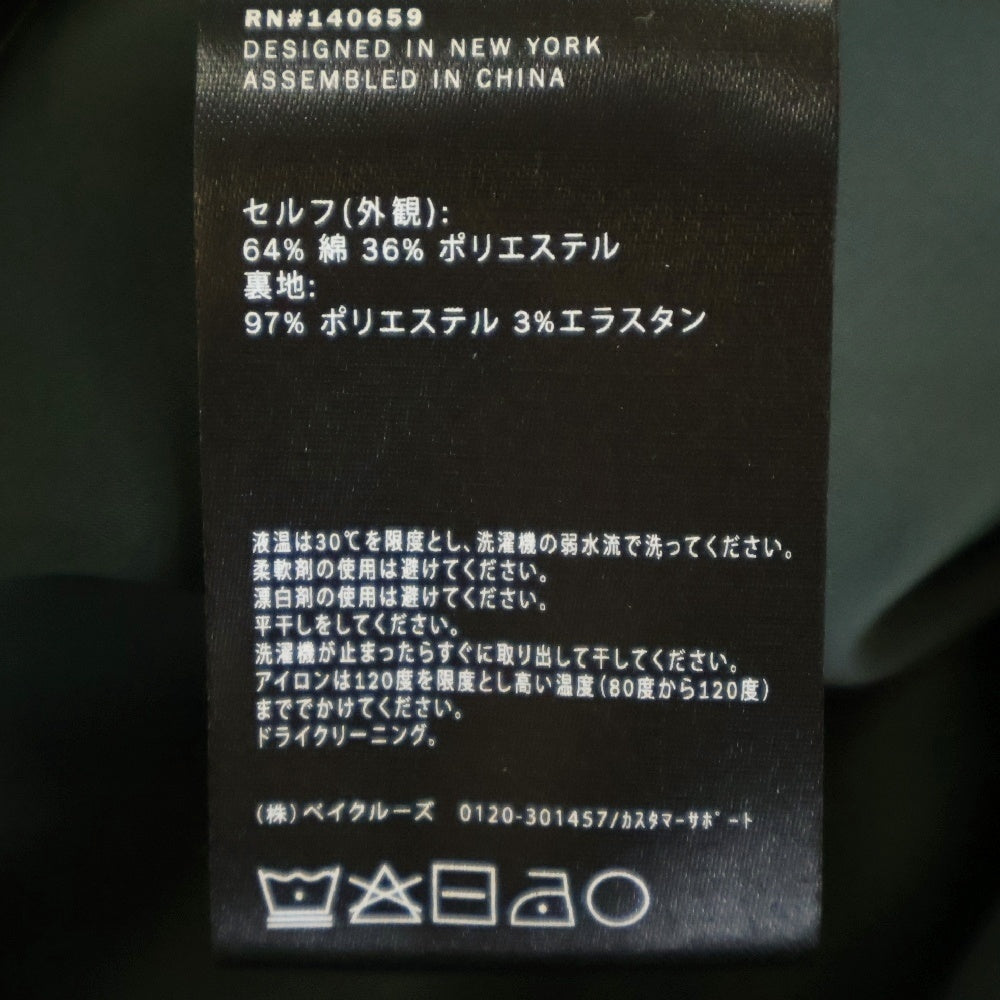 RN#140659
DESIGNED IN NEW YORK
ASSEMBLED IN CHINA
セルフ(外観):
64% 綿 36% ポリエステル
裏地:
97% ポリエステル 3%エラスタン
液温は30℃を限度とし、洗濯機の弱水流で洗ってください。
柔軟剤の使用は避けてください。
漂白剤の使用は避けてください。
平干しをしてください。
洗濯機が止まったらすぐに取り出して干してください。
アイロンは120度を限度とし高い温度(80度から120度)
まででかけてください。
ドライクリーニング。
(株)ベイクルーズ 0120-301457/ｶｽﾀﾏｰｻﾎﾟｰﾄ